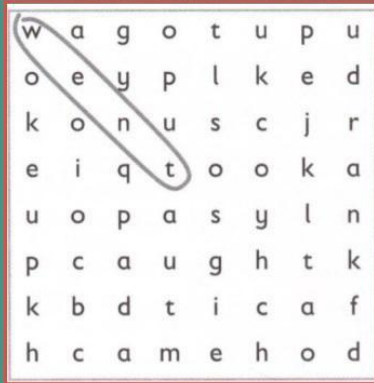 w a g o t u p u
o e y p l k e d
k o n u s c j r
e i q t o o k a
u o p a s y l n
p c a u g h t k
k b d t i c a f
h c a m e h o d